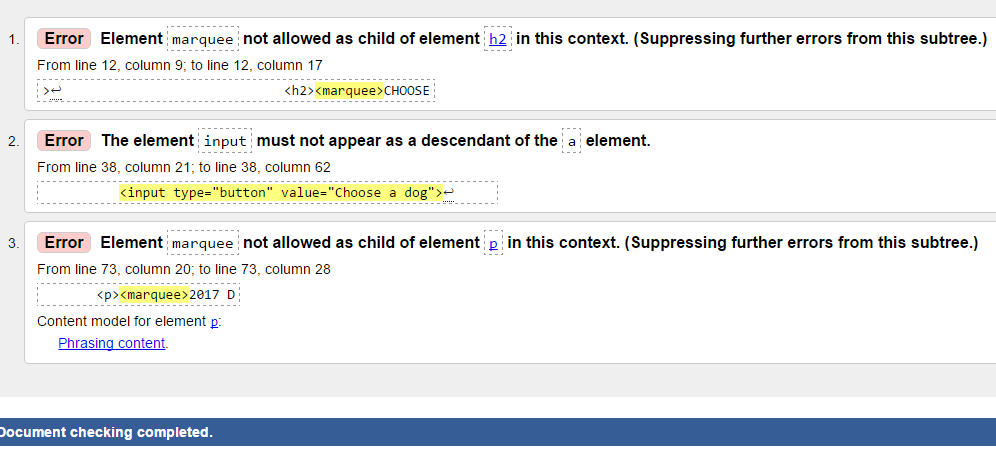 1. Error Element marquee not allowed as child of element h2 in this context. (Suppressing further errors from this subtree.)
From line 12, column 9; to line 12, column 17
>↩ <h2><marquee>CHOOSE
2. Error The element input must not appear as a descendant of the a element.
From line 38, column 21; to line 38, column 62
<input type="button" value="Choose a dog">↩
3. Error Element marquee not allowed as child of element p in this context. (Suppressing further errors from this subtree.)
From line 73, column 20; to line 73, column 28
<p><marquee>2017 D
Content model for element p:
Phrasing content.
Document checking completed.